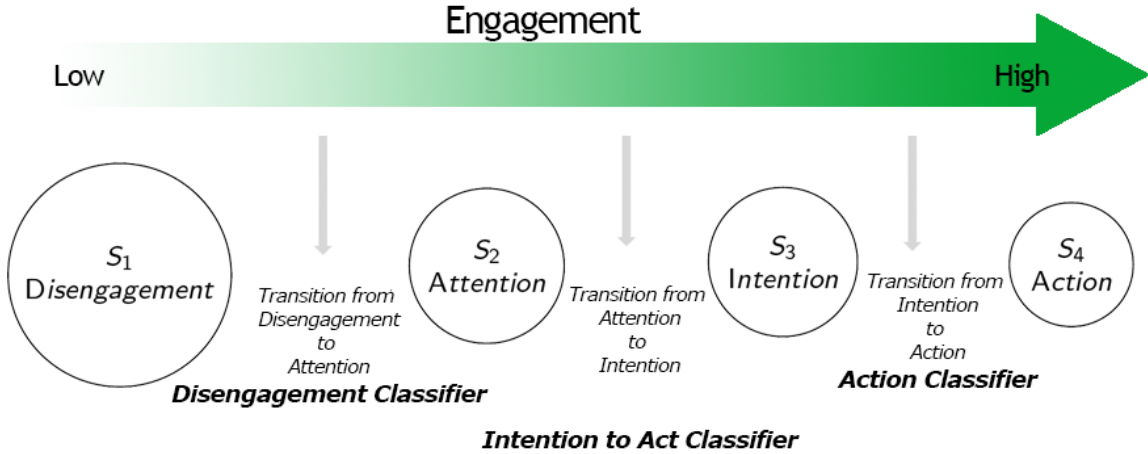 Engagement
Low
High
S₁
Disengagement
Transition from
Disengagement
to
Attention
Disengagement Classifier
S₂
Attention
Transition from
Attention
to
Intention
Intention to Act Classifier
S₃
Intention
Transition from
Intention
to
Action
Action Classifier
S₄
Action